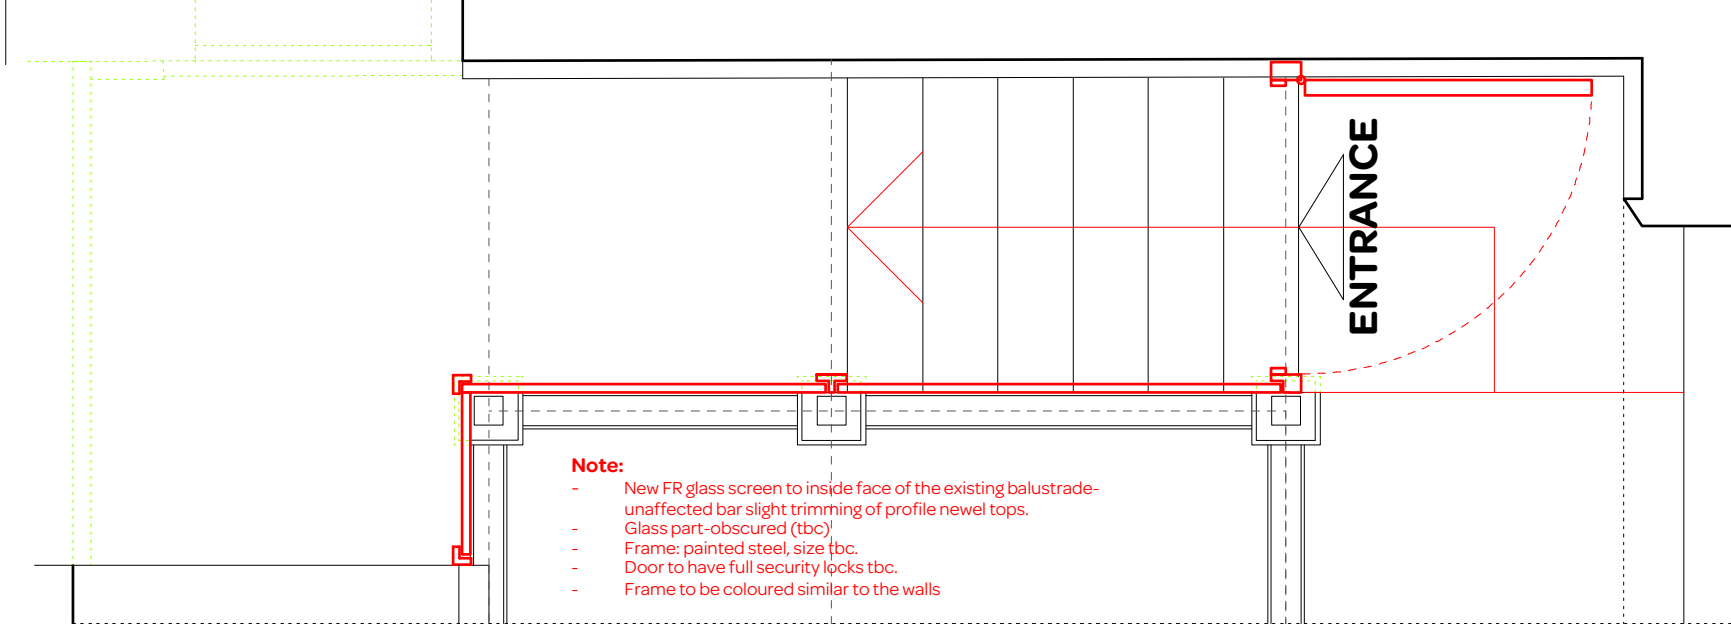 ENTRANCE
Note:
- New FR glass screen to inside face of the existing balustrade-
unaffected bar slight trimming of profile newel tops.
- Glass part-obscured (tbc)
- Frame: painted steel, size tbc.
- Door to have full security locks tbc.
- Frame to be coloured similar to the walls